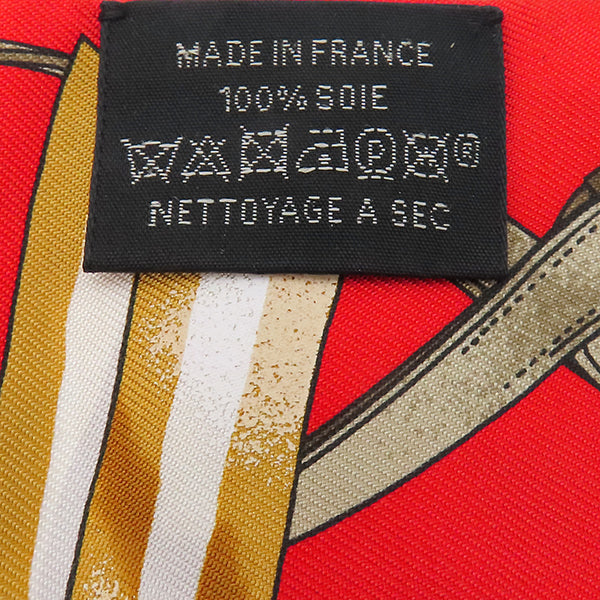 MADE IN FRANCE
100% SOIE
P ®
NETTOYAGE A SEC